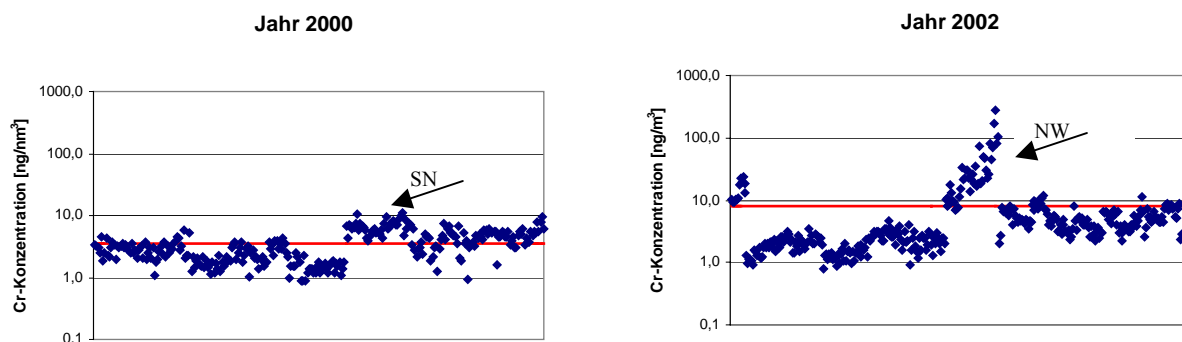 Jahr 2000
Cr-Konzentration [ng/nm³]
1000,0
100,0
10,0
1,0
0,1
SN
Jahr 2002
Cr-Konzentration [ng/m³]
1000,0
100,0
10,0
1,0
0,1
NW